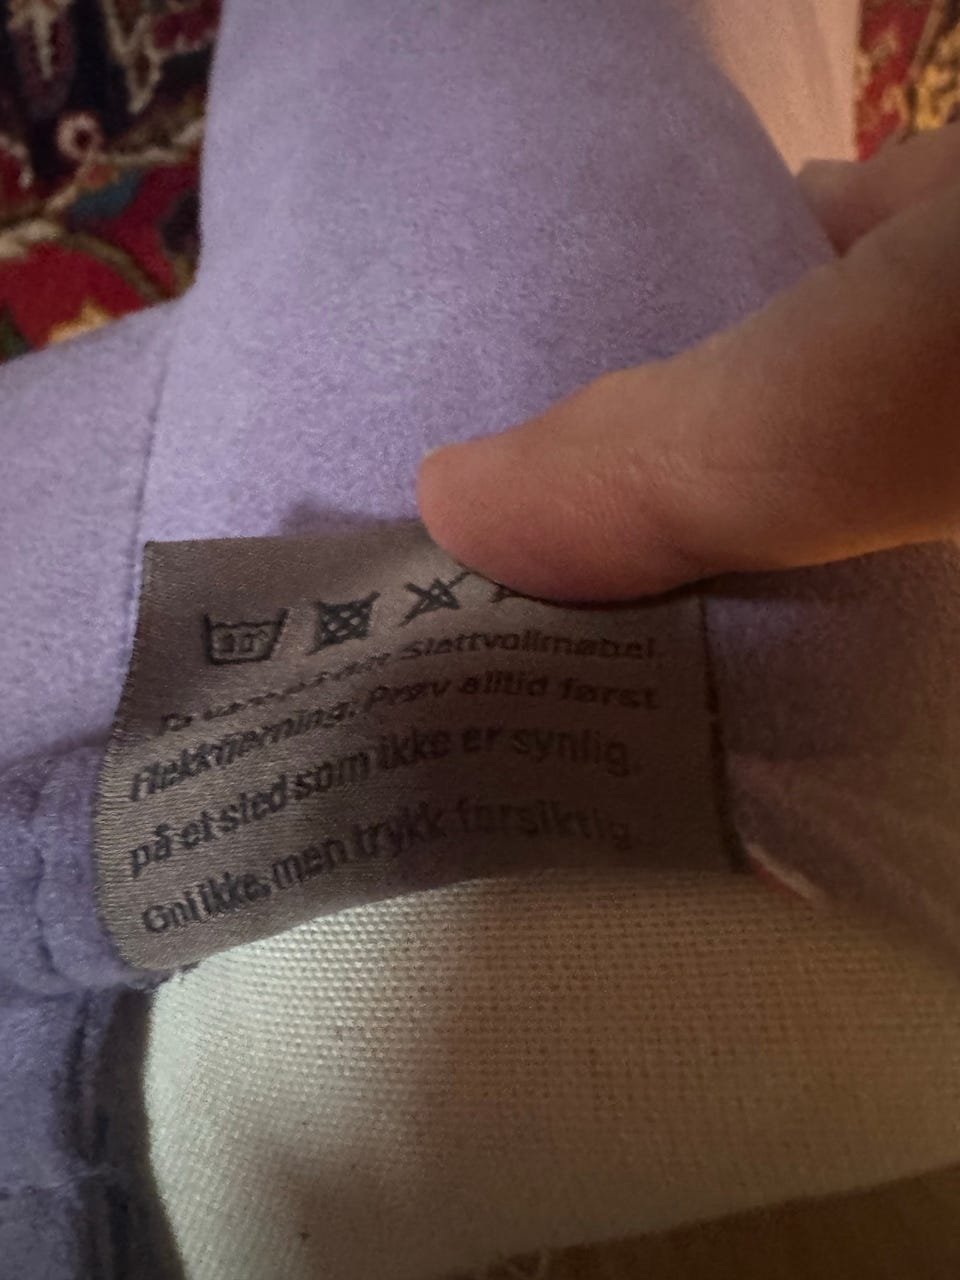 30°
Slettvollmøbel.
Flekkfjerning: Prøv alltid først
på et sted som ikke er synlig.
Gni ikke, men trykk forsiktig.